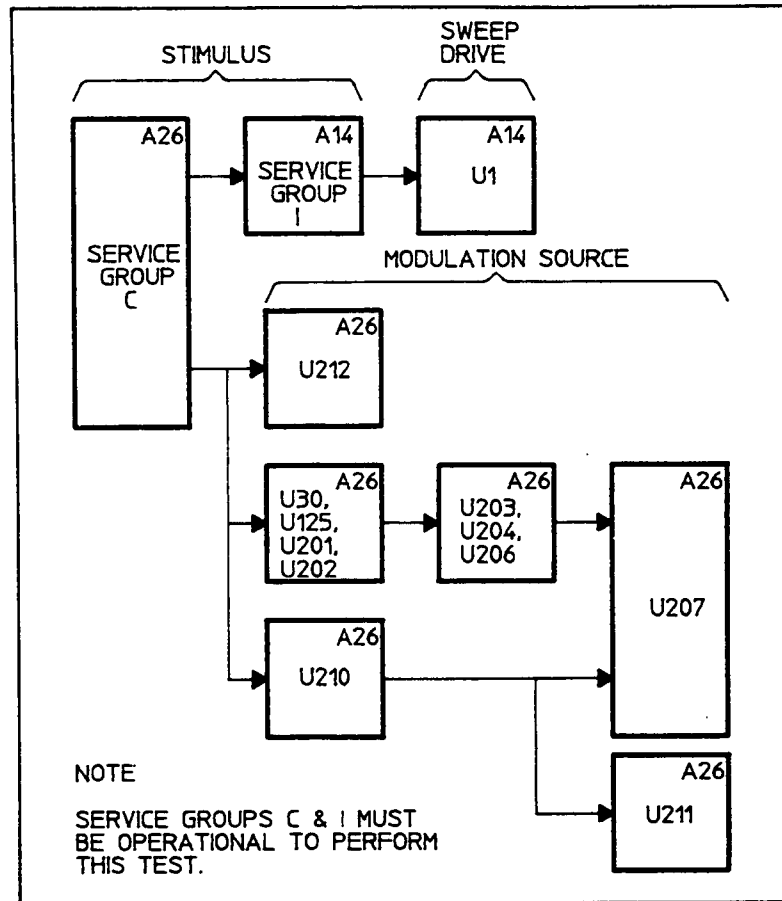 STIMULUS
SWEEP
DRIVE
A26
SERVICE
GROUP
C
A14
SERVICE
GROUP
I
A14
U1
MODULATION SOURCE
A26
U212
A26
U30,
U125,
U201,
U202
A26
U203,
U204,
U206
A26
U207
A26
U210
A26
U211
NOTE
SERVICE GROUPS C & I MUST
BE OPERATIONAL TO PERFORM
THIS TEST.